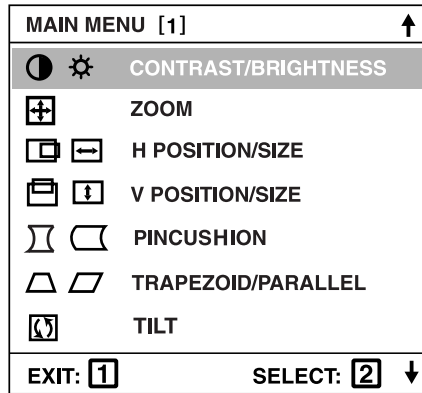 MAIN MENU [1]
CONTRAST/BRIGHTNESS
ZOOM
H POSITION/SIZE
V POSITION/SIZE
PINCUSHION
TRAPEZOID/PARALLEL
TILT
EXIT: 1 SELECT: 2